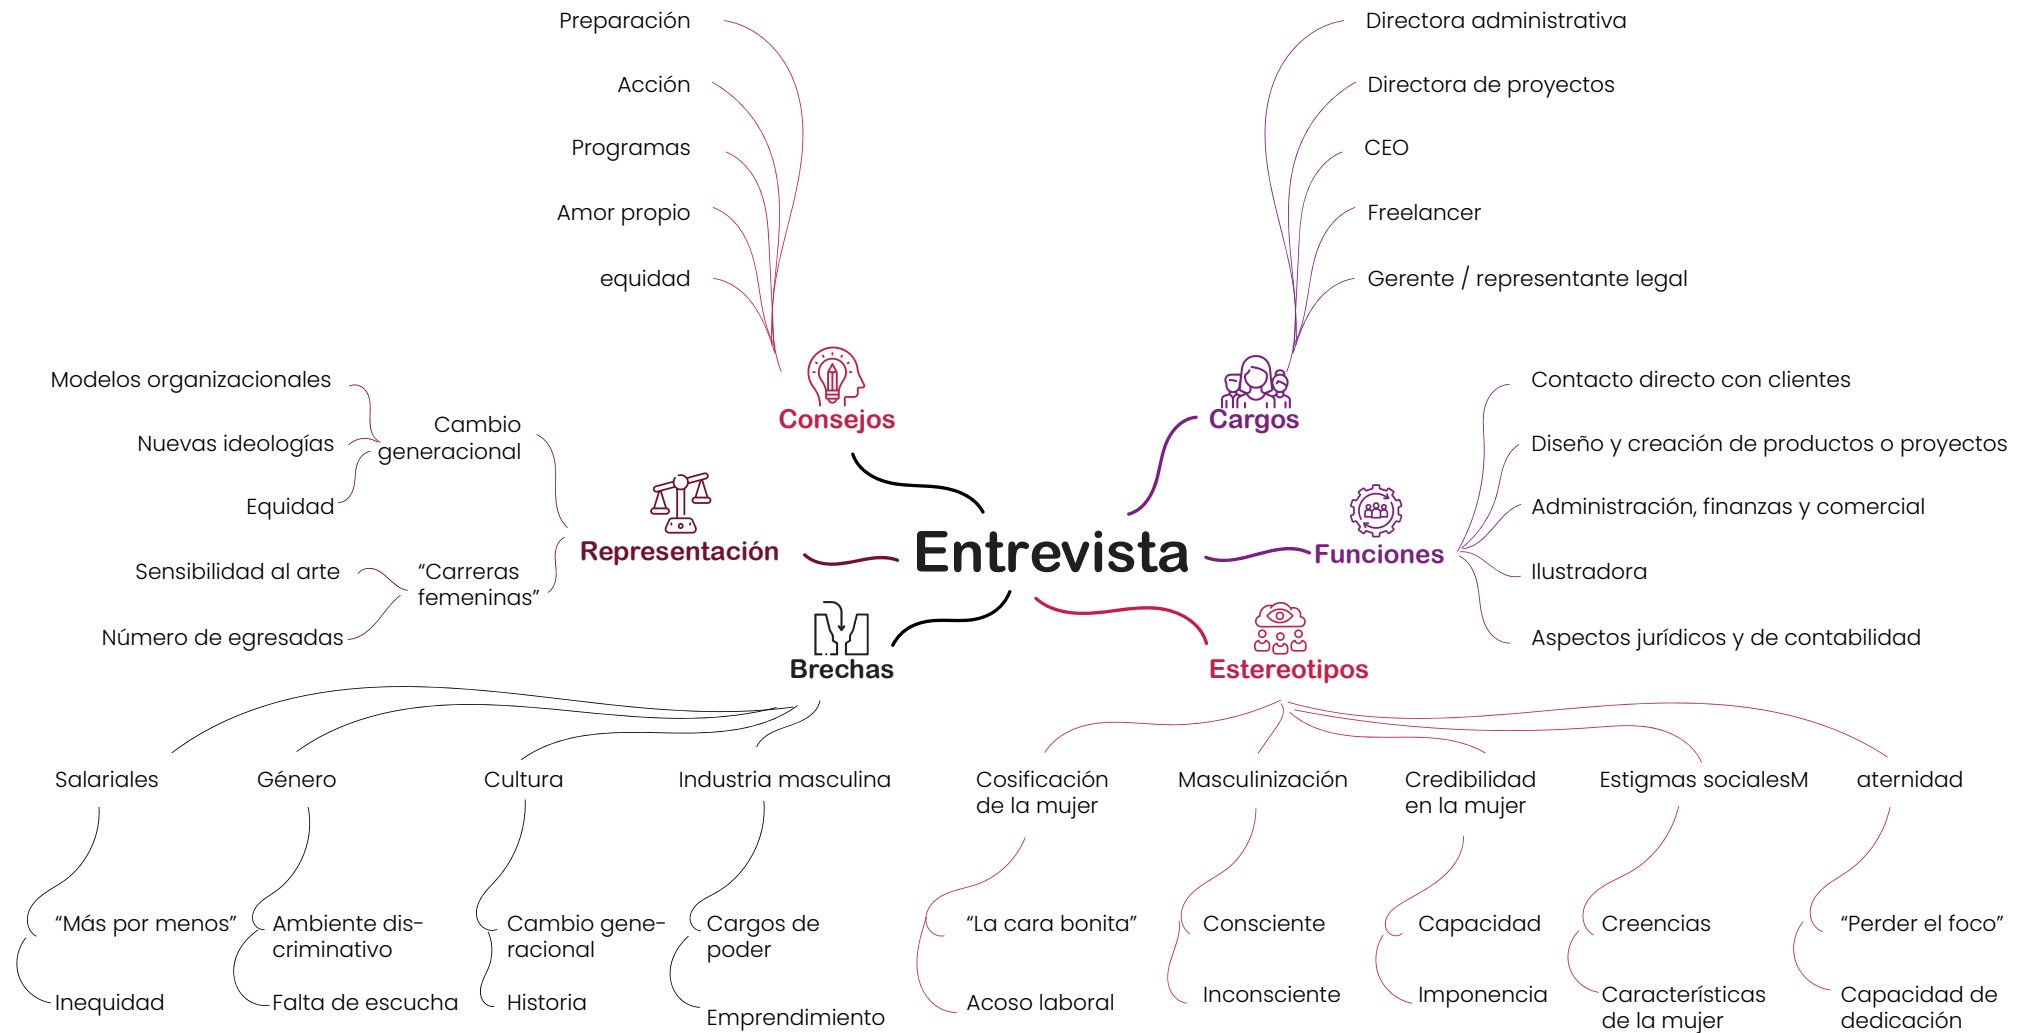 Preparación
Acción
Programas
Amor propio
equidad
Consejos
Directora administrativa
Directora de proyectos
CEO
Freelancer
Gerente / representante legal
Cargos
Modelos organizacionales
Nuevas ideologías
Equidad
Cambio
generacional
Sensibilidad al arte
Número de egresadas
“Carreras
femeninas”
Representación
Entrevista
Funciones
Contacto directo con clientes
Diseño y creación de productos o proyectos
Administración, finanzas y comercial
Ilustradora
Aspectos jurídicos y de contabilidad
Brechas
Estereotipos
Salariales
Género
Cultura
Industria masculina
Cosificación
de la mujer
Masculinización
Credibilidad
en la mujer
Estigmas socialesM
aternidad
“Más por menos”
Inequidad
Ambiente dis-
criminativo
Falta de escucha
Cambio gene-
racional
Historia
Cargos de
poder
Emprendimiento
“La cara bonita”
Acoso laboral
Consciente
Inconsciente
Capacidad
Imponencia
Creencias
Características
de la mujer
“Perder el foco”
Capacidad de
dedicación